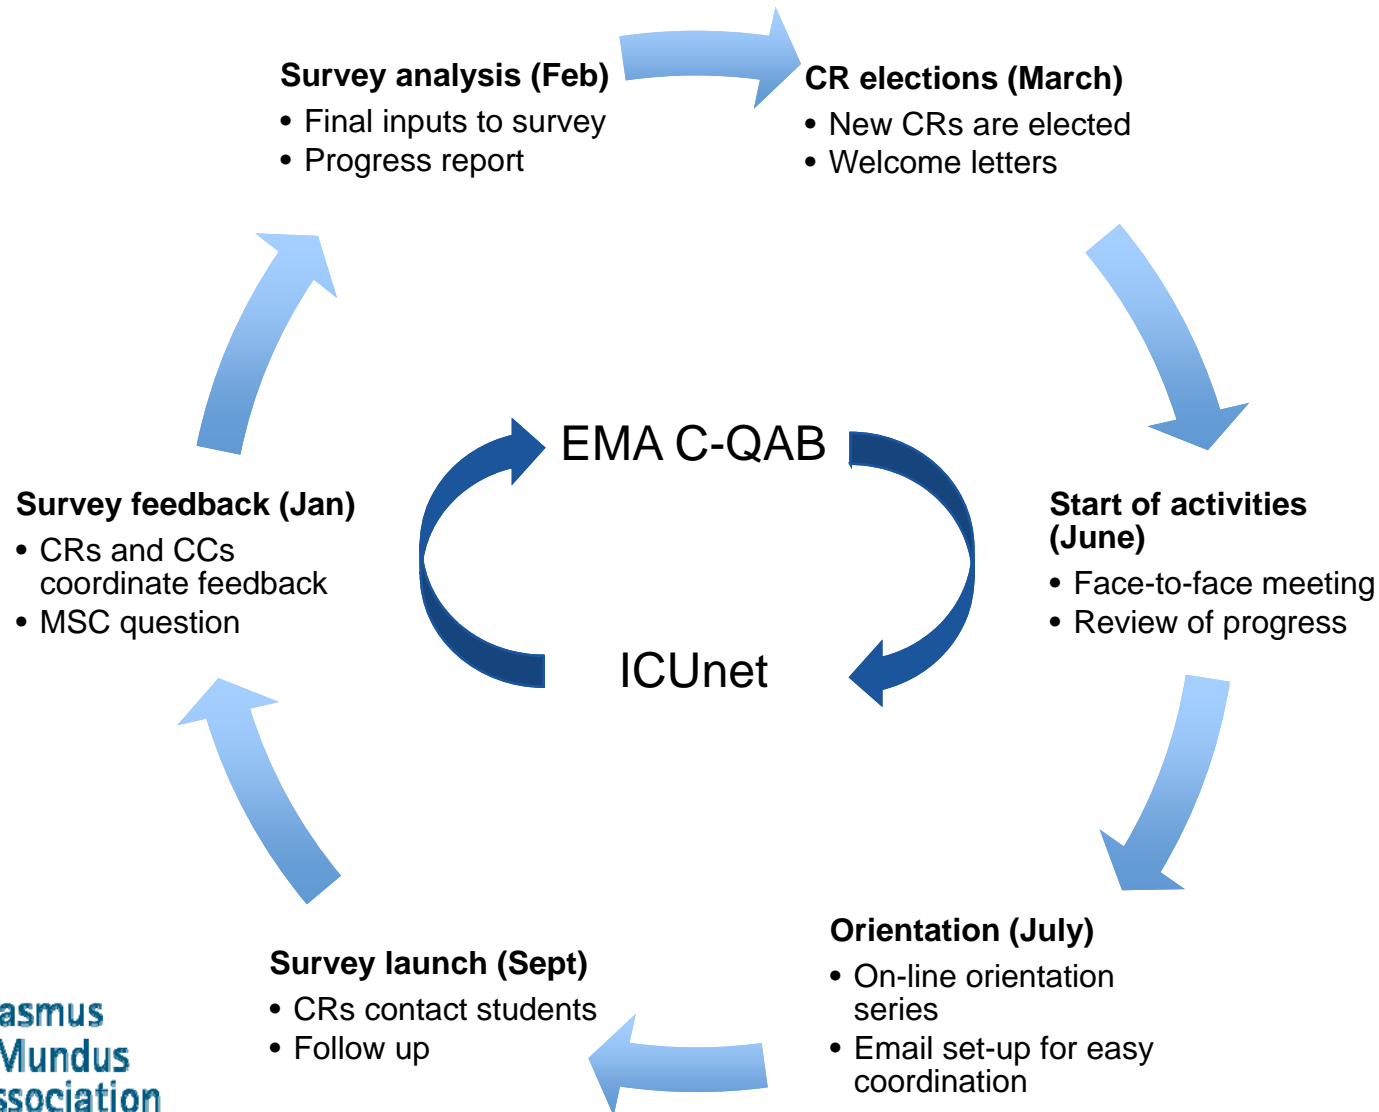 Survey analysis (Feb)
• Final inputs to survey
• Progress report
CR elections (March)
• New CRs are elected
• Welcome letters
EMA C-QAB
ICUnet
Survey feedback (Jan)
• CRs and CCs
coordinate feedback
• MSC question
Start of activities
(June)
• Face-to-face meeting
• Review of progress
Survey launch (Sept)
• CRs contact students
• Follow up
Orientation (July)
• On-line orientation
series
• Email set-up for easy
coordination
asmus
Mundus
ssociation